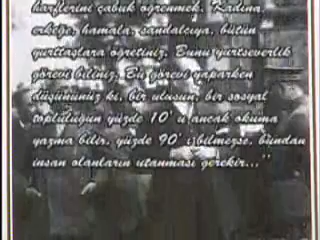 harflerini çabuk öğrenmek. Kadına,
erkeğe, hamala, sandalcıya, bütün
yurttaşlara öğretiniz. Bunu yurtseverlik
görevi biliniz. Bu görevi yaparken
düşününüz ki, bir ulusun, bir sosyal
topluluğun yüzde 10' u ancak okuma
yazma bilir, yüzde 90' ı bilmezse, bundan
insan olanların utanması gerekir..."